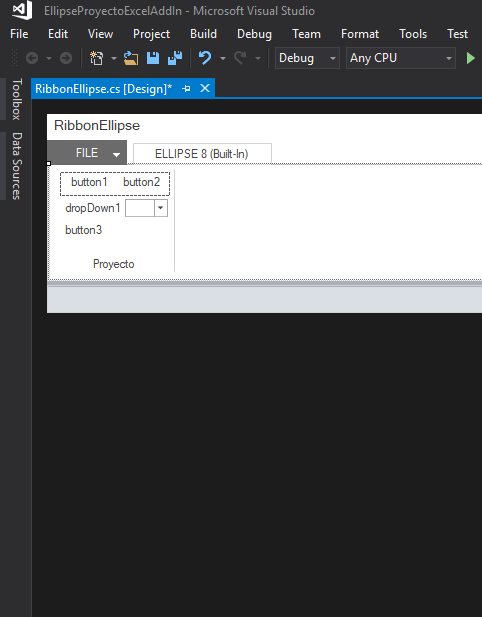 EllipseProyectoExcelAddIn - Microsoft Visual Studio
File Edit View Project Build Debug Team Format Tools Test
Debug Any CPU
Toolbox
Data Sources
RibbonEllipse.cs [Design]*
RibbonEllipse
FILE ELLIPSE 8 (Built-In)
button1 button2
dropDown1
button3
Proyecto